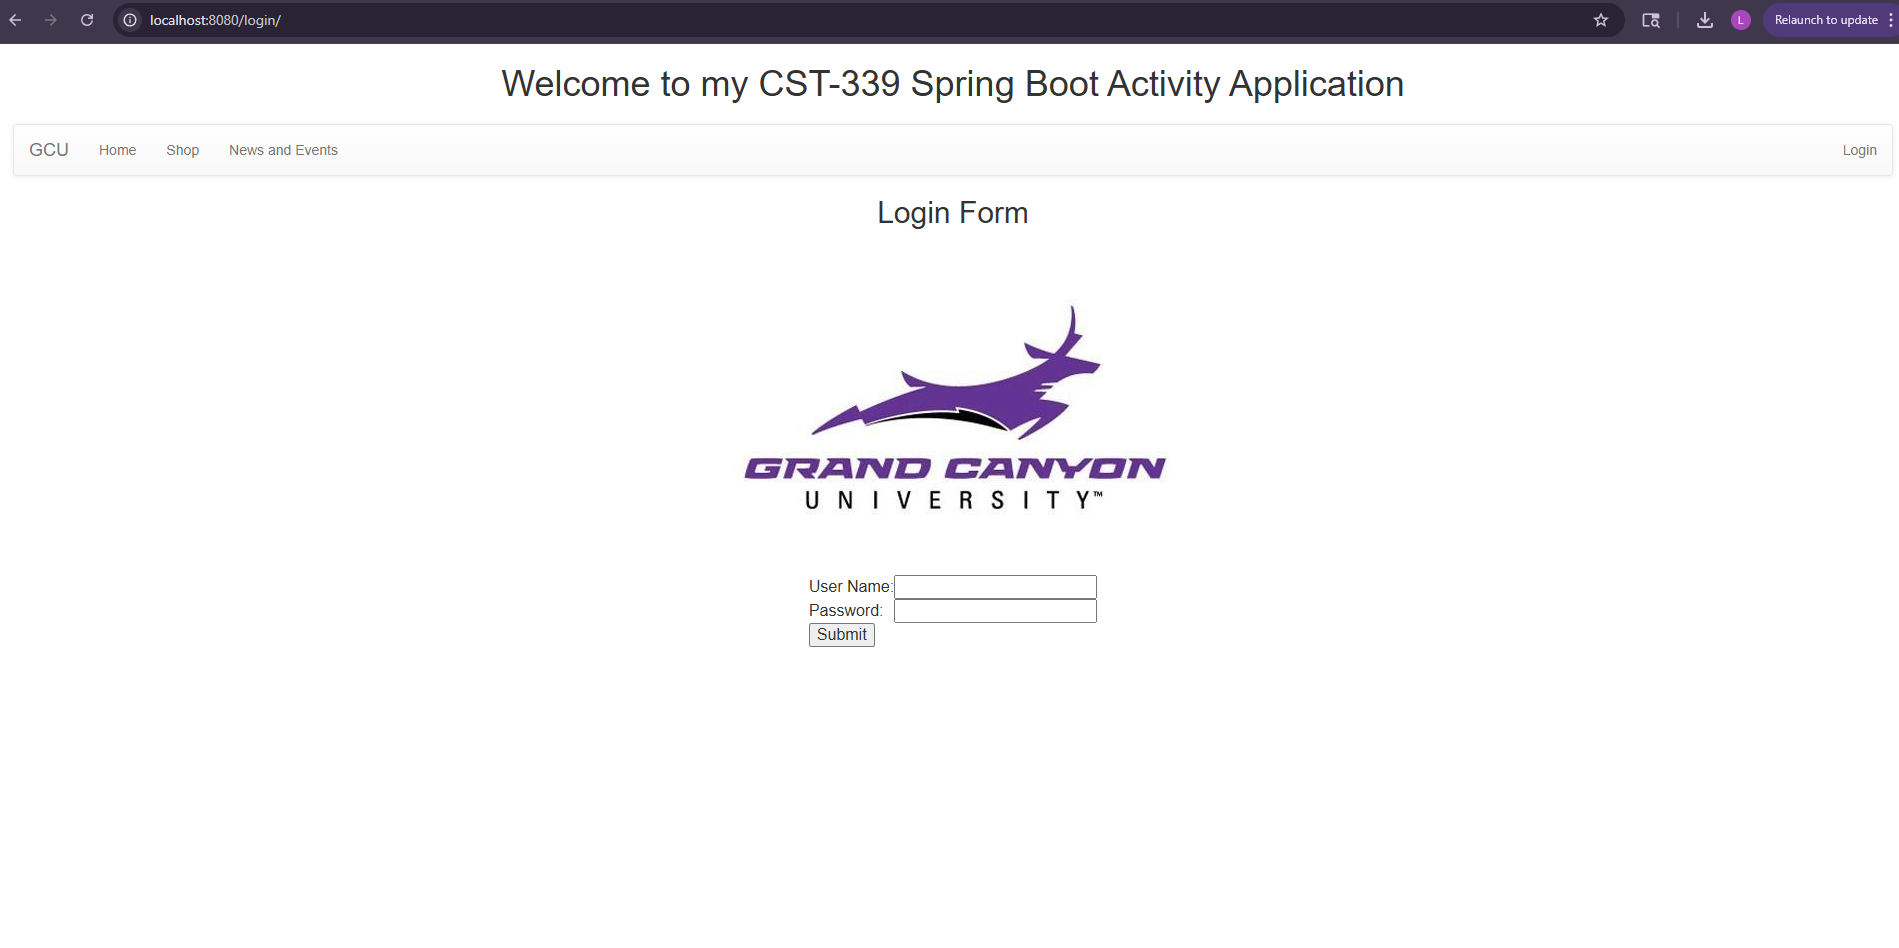 localhost:8080/login/
L
Relaunch to update
Welcome to my CST-339 Spring Boot Activity Application
GCU Home Shop News and Events Login
Login Form
GRAND CANYON
UNIVERSITY™
User Name:
Password:
Submit